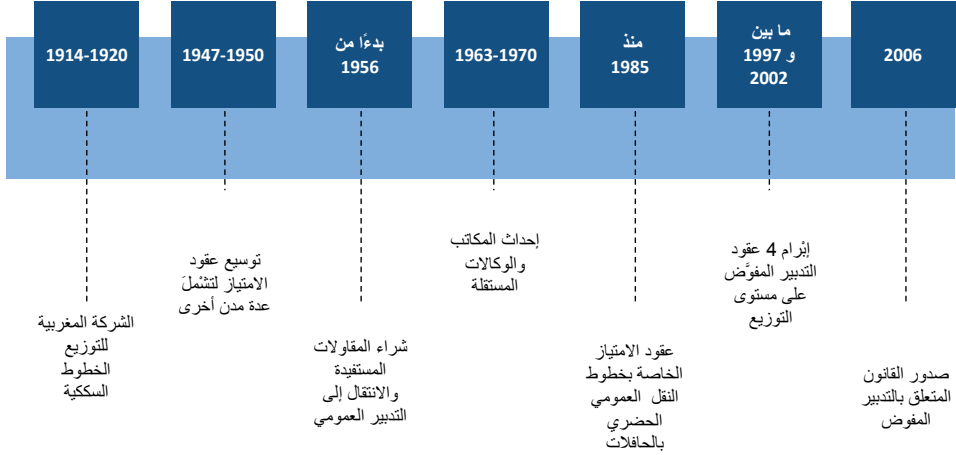 1914-1920
1947-1950
بدءًا من
1956
1963-1970
منذ
1985
ما بين
1997 و
2002
2006
الشركة المغربية
للتوزيع
الخطوط
السككية
توسيع عقود
الامتياز لتشْملَ
عدة مدن أخرى
شراء المقاولات
المستفيدة
والانتقال إلى
التدبير العمومي
إحداث المكاتب
والوكالات
المستقلة
عقود الامتياز
الخاصة بخطوط
النقل العمومي
الحضري
بالحافلات
إبْرام 4 عقود
التدبير المفوَّض
على مستوى
التوزيع
صدور القانون
المتعلق بالتدبير
المفوض